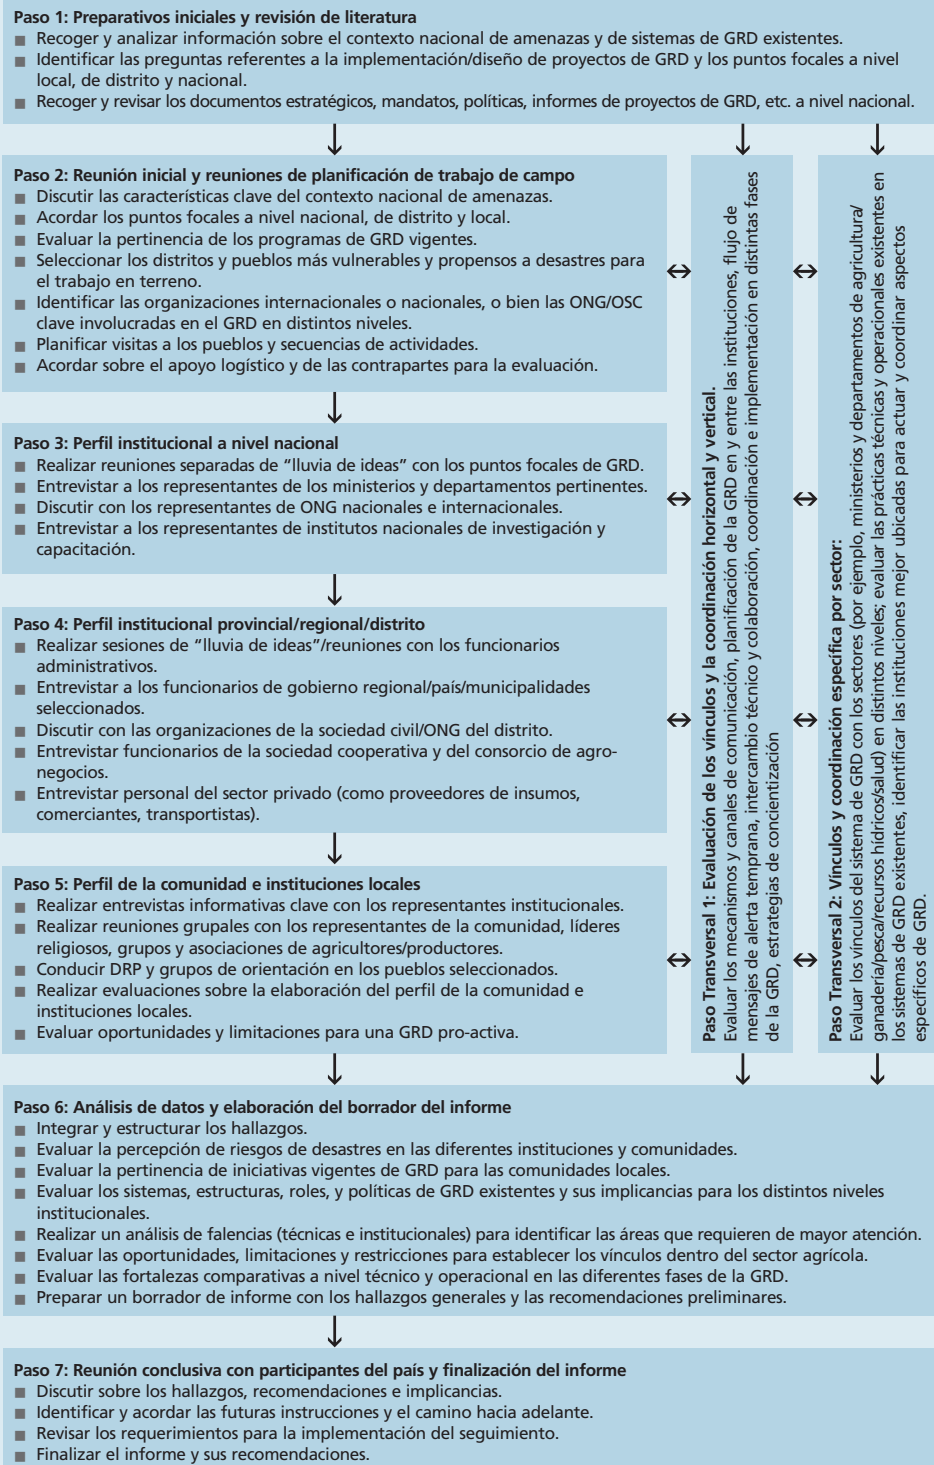 Paso 1: Preparativos iniciales y revisión de literatura
■ Recoger y analizar información sobre el contexto nacional de amenazas y de sistemas de GRD existentes.
■ Identificar las preguntas referentes a la implementación/diseño de proyectos de GRD y los puntos focales a nivel
local, de distrito y nacional.
■ Recoger y revisar los documentos estratégicos, mandatos, políticas, informes de proyectos de GRD, etc. a nivel nacional.
Paso 2: Reunión inicial y reuniones de planificación de trabajo de campo
■ Discutir las características clave del contexto nacional de amenazas.
■ Acordar los puntos focales a nivel nacional, de distrito y local.
■ Evaluar la pertinencia de los programas de GRD vigentes.
■ Seleccionar los distritos y pueblos más vulnerables y propensos a desastres para
el trabajo en terreno.
■ Identificar las organizaciones internacionales o nacionales, o bien las ONG/OSC
clave involucradas en el GRD en distintos niveles.
■ Planificar visitas a los pueblos y secuencias de actividades.
■ Acordar sobre el apoyo logístico y de las contrapartes para la evaluación.
Paso 3: Perfil institucional a nivel nacional
■ Realizar reuniones separadas de “lluvia de ideas” con los puntos focales de GRD.
■ Entrevistar a los representantes de los ministerios y departamentos pertinentes.
■ Discutir con los representantes de ONG nacionales e internacionales.
■ Entrevistar a los representantes de institutos nacionales de investigación y
capacitación.
Paso 4: Perfil institucional provincial/regional/distrito
■ Realizar sesiones de “lluvia de ideas”/reuniones con los funcionarios
administrativos.
■ Entrevistar a los funcionarios de gobierno regional/país/municipalidades
seleccionados.
■ Discutir con las organizaciones de la sociedad civil/ONG del distrito.
■ Entrevistar funcionarios de la sociedad cooperativa y del consorcio de agro-
negocios.
■ Entrevistar personal del sector privado (como proveedores de insumos,
comerciantes, transportistas).
Paso 5: Perfil de la comunidad e instituciones locales
■ Realizar entrevistas informativas clave con los representantes institucionales.
■ Realizar reuniones grupales con los representantes de la comunidad, líderes
religiosos, grupos y asociaciones de agricultores/productores.
■ Conducir DRP y grupos de orientación en los pueblos seleccionados.
■ Realizar evaluaciones sobre la elaboración del perfil de la comunidad e
instituciones locales.
■ Evaluar oportunidades y limitaciones para una GRD pro-activa.
Paso Transversal 1: Evaluación de los vínculos y la coordinación horizontal y vertical.
Evaluar los mecanismos y canales de comunicación, planificación de la GRD en y entre las instituciones, flujo de
mensajes de alerta temprana, intercambio técnico y colaboración, coordinación e implementación en distintas fases
de la GRD, estrategias de concientización
Paso Transversal 2: Vínculos y coordinación específica por sector:
Evaluar los vínculos del sistema de GRD con los sectores (por ejemplo, ministerios y departamentos de agricultura/
ganadería/pesca/recursos hídricos/salud) en distintos niveles; evaluar las prácticas técnicas y operacionales existentes en
los sistemas de GRD existentes, identificar las instituciones mejor ubicadas para actuar y coordinar aspectos
específicos de GRD.
Paso 6: Análisis de datos y elaboración del borrador del informe
■ Integrar y estructurar los hallazgos.
■ Evaluar la percepción de riesgos de desastres en las diferentes instituciones y comunidades.
■ Evaluar la pertinencia de iniciativas vigentes de GRD para las comunidades locales.
■ Evaluar los sistemas, estructuras, roles, y políticas de GRD existentes y sus implicancias para los distintos niveles
institucionales.
■ Realizar un análisis de falencias (técnicas e institucionales) para identificar las áreas que requieren de mayor atención.
■ Evaluar las oportunidades, limitaciones y restricciones para establecer los vínculos dentro del sector agrícola.
■ Evaluar las fortalezas comparativas a nivel técnico y operacional en las diferentes fases de la GRD.
■ Preparar un borrador de informe con los hallazgos generales y las recomendaciones preliminares.
Paso 7: Reunión conclusiva con participantes del país y finalización del informe
■ Discutir sobre los hallazgos, recomendaciones e implicancias.
■ Identificar y acordar las futuras instrucciones y el camino hacia adelante.
■ Revisar los requerimientos para la implementación del seguimiento.
■ Finalizar el informe y sus recomendaciones.